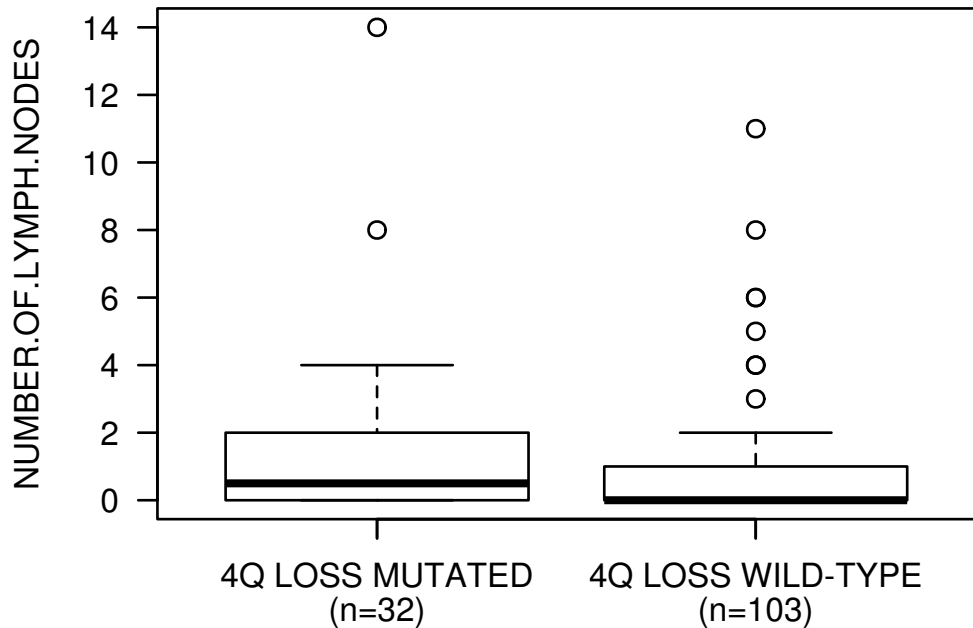 NUMBER.OF.LYMPH.NODES
14
12
10
8
6
4
2
0
4Q LOSS MUTATED
(n=32)
4Q LOSS WILD-TYPE
(n=103)